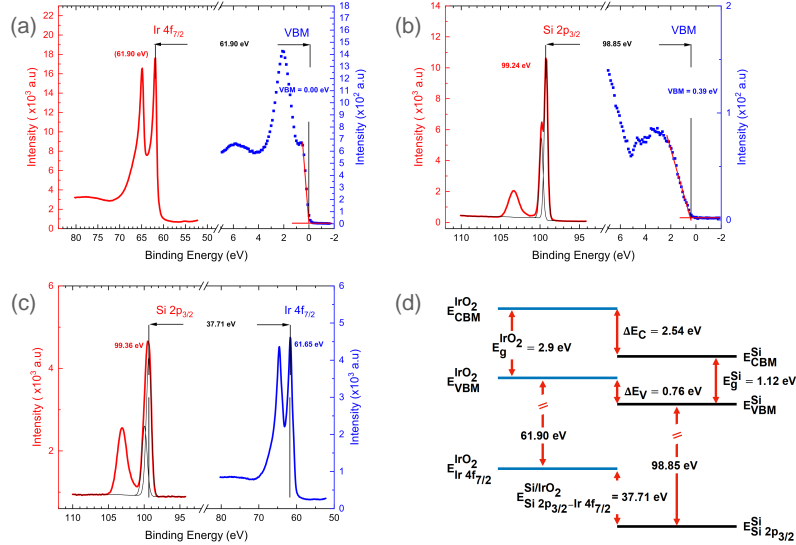 (a)
Ir 4f7/2
VBM
(61.90 eV)
61.90 eV
VBM = 0.00 eV
Intensity ( x10³ a.u)
22
20
18
16
14
12
10
8
6
4
2
Intensity ( x10² a.u)
18
17
16
15
14
13
12
11
10
9
8
7
6
5
4
3
2
1
0
80 75 70 65 60 55 50 6 4 2 0 -2
Binding Energy (eV)
(b)
Si 2p3/2
VBM
99.24 eV
98.85 eV
VBM = 0.39 eV
Intensity ( x10³ a.u)
12
10
8
6
4
2
0
Intensity ( x10² a.u)
2
1
0
110 105 100 95 6 4 2 0 -2
Binding Energy (eV)
(c)
Si 2p3/2
Ir 4f7/2
99.36 eV
37.71 eV
61.65 eV
Intensity ( x10³ a.u)
6
5
4
3
2
1
Intensity ( x10³ a.u)
6
5
4
3
2
1
0
110 100 80 70 60 50
Binding Energy (eV)
(d)
E IrO2 CBM
E IrO2 g = 2.9 eV
ΔEC = 2.54 eV
E Si CBM
E Si g = 1.12 eV
E IrO2 VBM
ΔEV = 0.76 eV
E Si VBM
61.90 eV
98.85 eV
E IrO2 Ir 4f7/2
E Si/IrO2 Si 2p3/2−Ir 4f7/2 = 37.71 eV
E Si Si 2p3/2